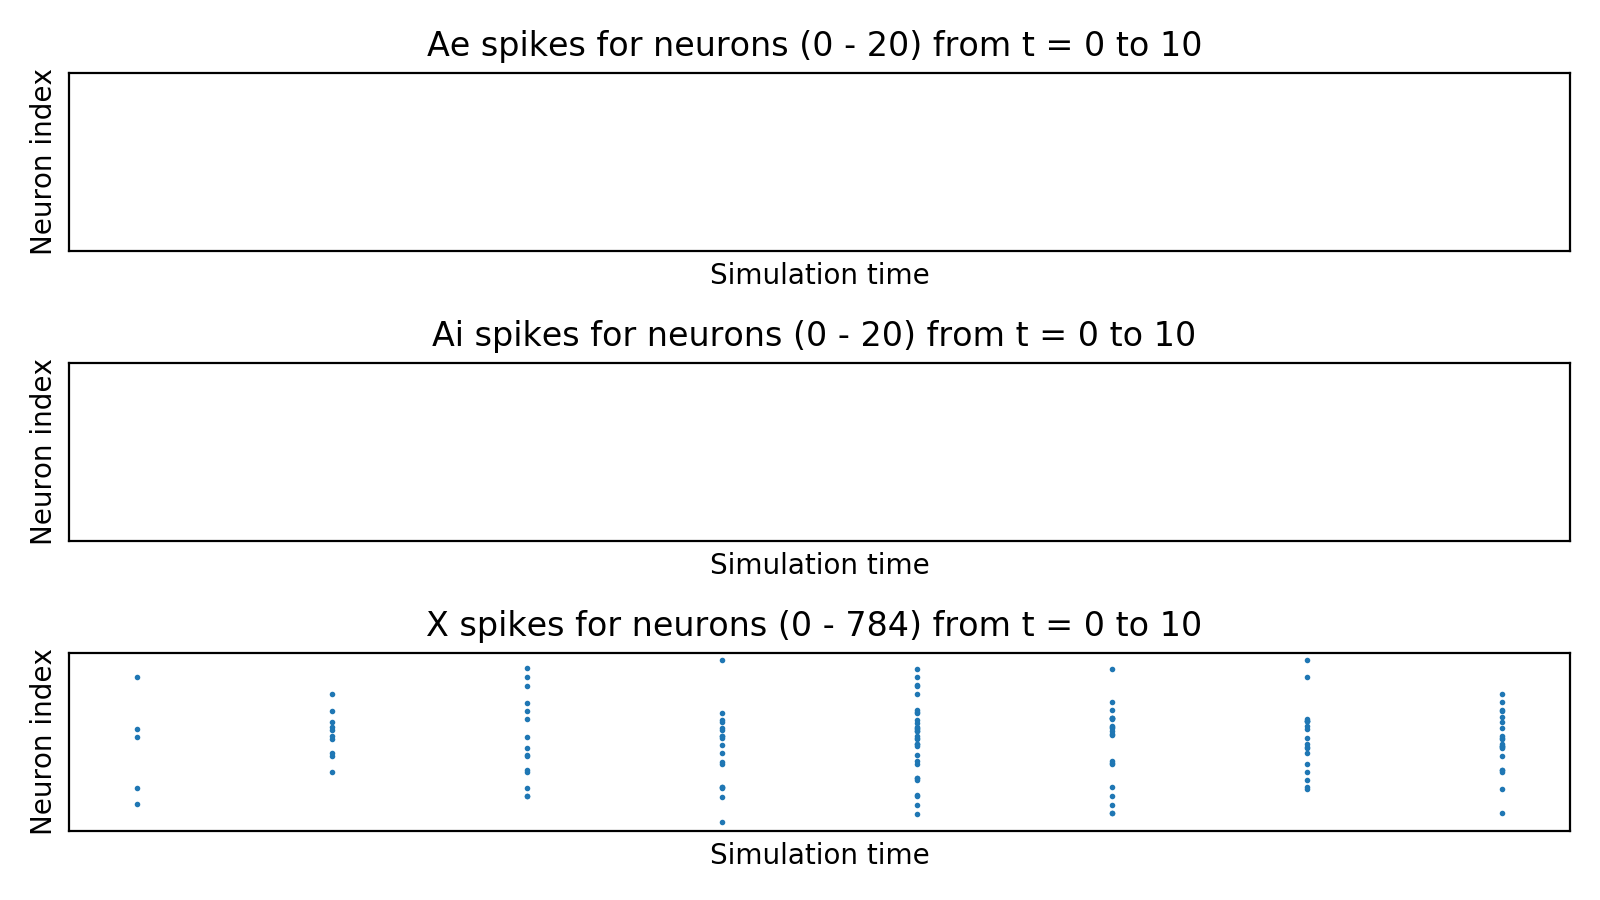 Ae spikes for neurons (0 - 20) from t = 0 to 10
Neuron index
Simulation time
Ai spikes for neurons (0 - 20) from t = 0 to 10
Neuron index
Simulation time
X spikes for neurons (0 - 784) from t = 0 to 10
Neuron index
Simulation time